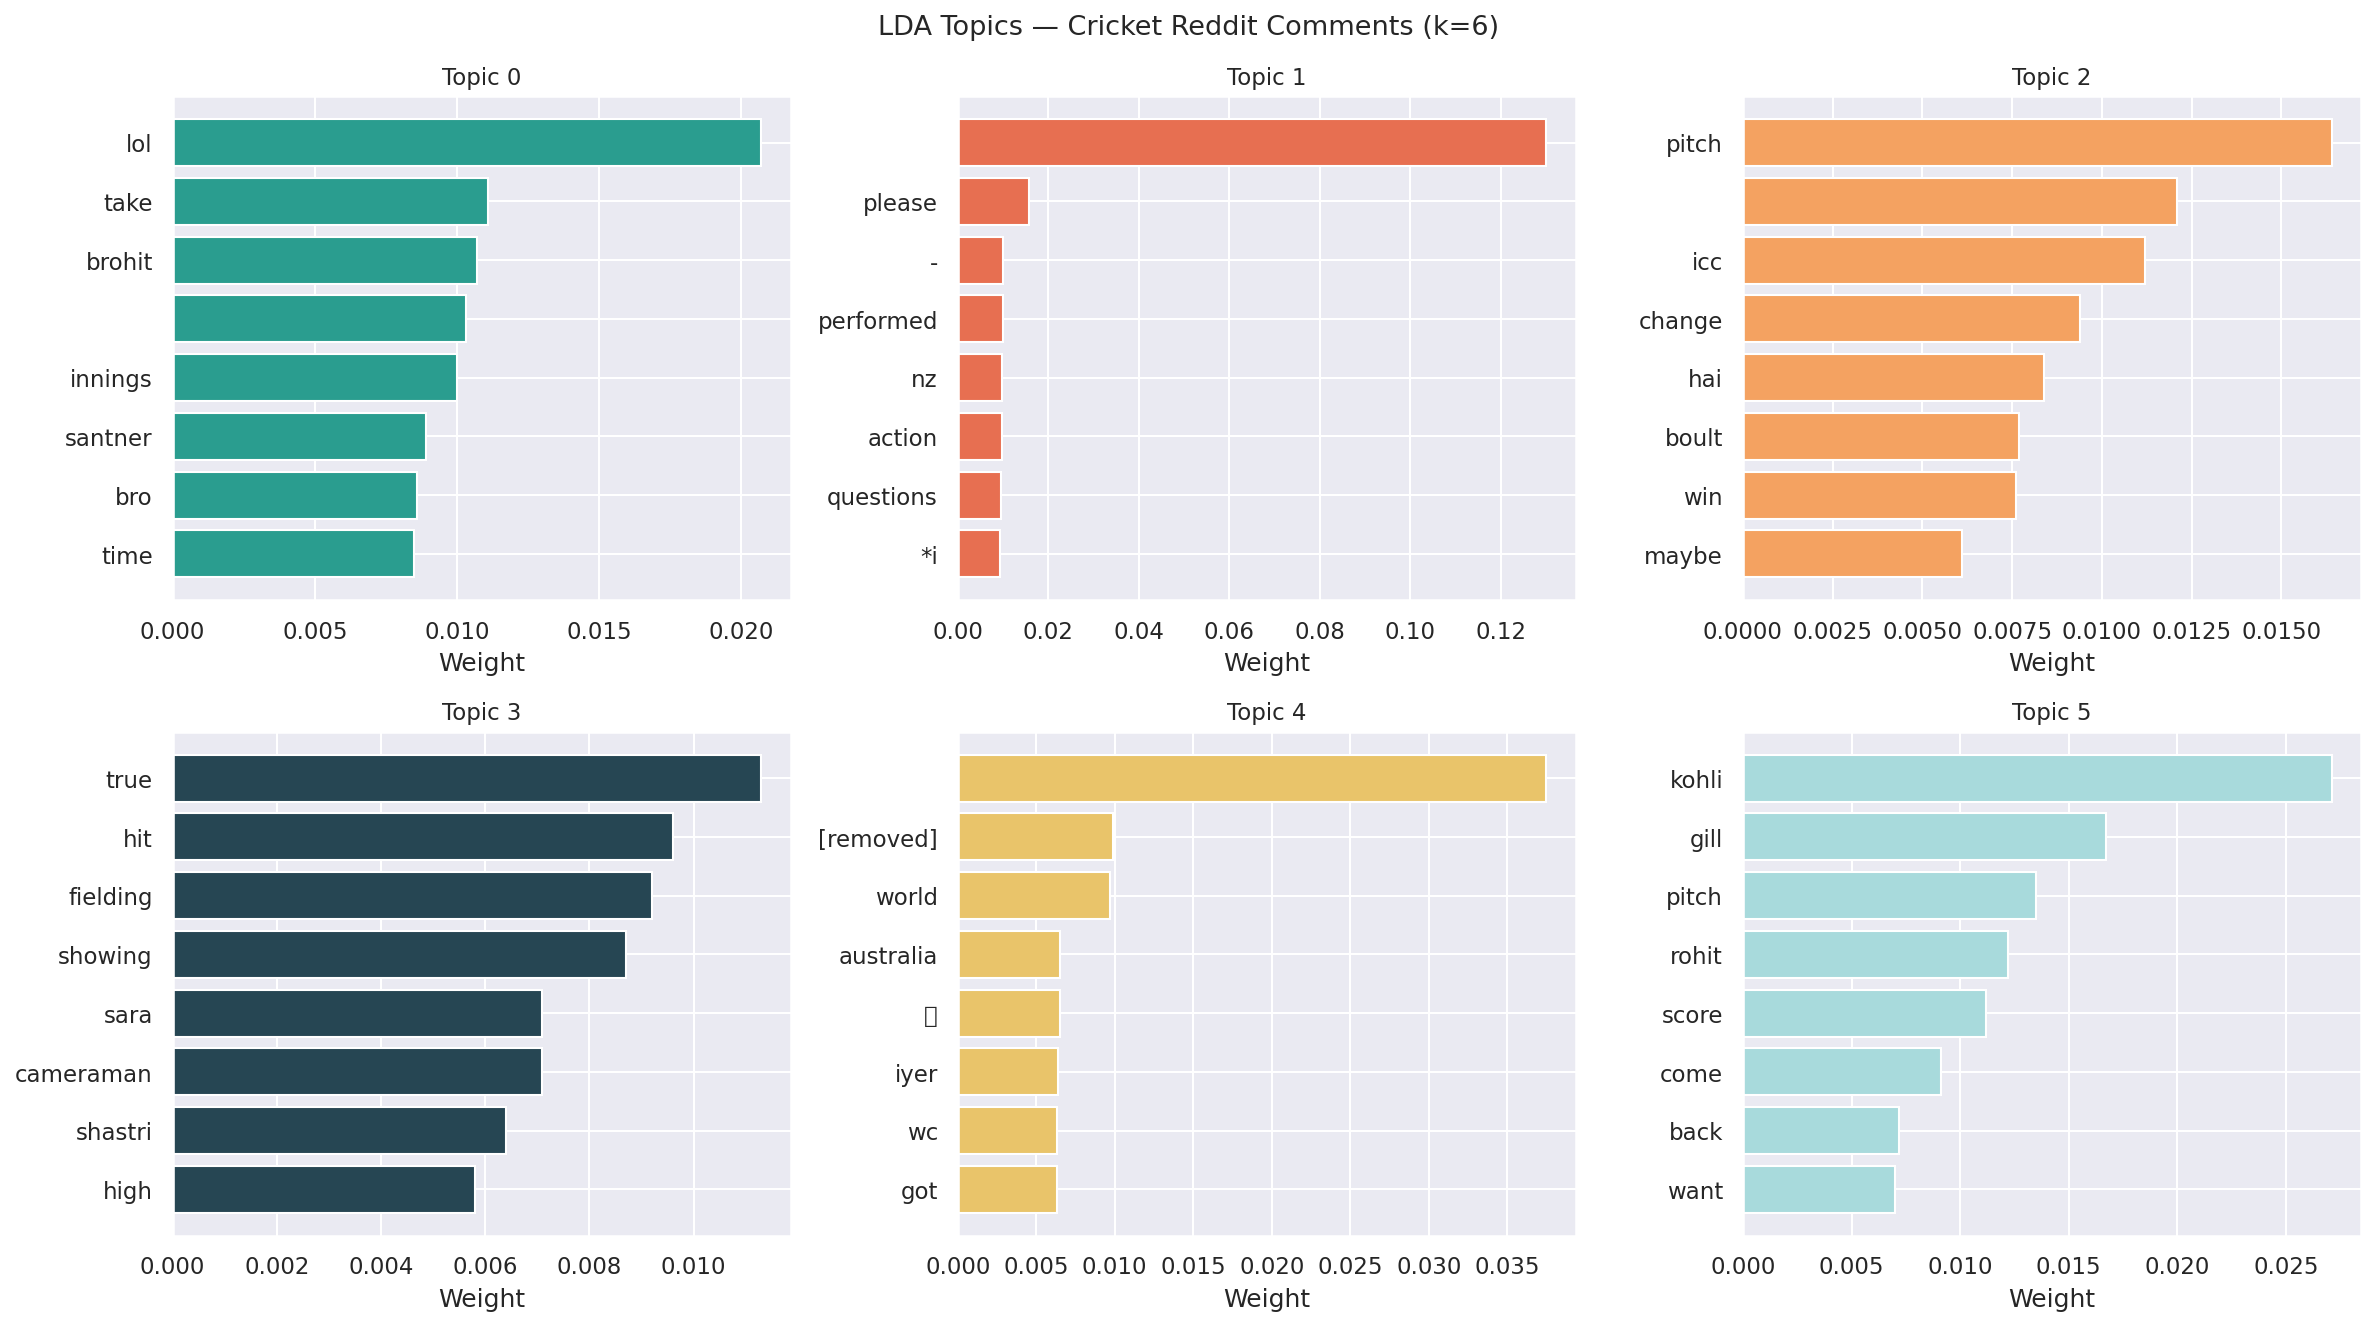 LDA Topics — Cricket Reddit Comments (k=6)
Topic 0
lol
take
brohit
innings
santner
bro
time
0.000 0.005 0.010 0.015 0.020
Weight
Topic 1
please
-
performed
nz
action
questions
*i
0.00 0.02 0.04 0.06 0.08 0.10 0.12
Weight
Topic 2
pitch
icc
change
hai
boult
win
maybe
0.0000 0.0025 0.0050 0.0075 0.0100 0.0125 0.0150
Weight
Topic 3
true
hit
fielding
showing
sara
cameraman
shastri
high
0.000 0.002 0.004 0.006 0.008 0.010
Weight
Topic 4
[removed]
world
australia
iyer
wc
got
0.000 0.005 0.010 0.015 0.020 0.025 0.030 0.035
Weight
Topic 5
kohli
gill
pitch
rohit
score
come
back
want
0.000 0.005 0.010 0.015 0.020 0.025
Weight